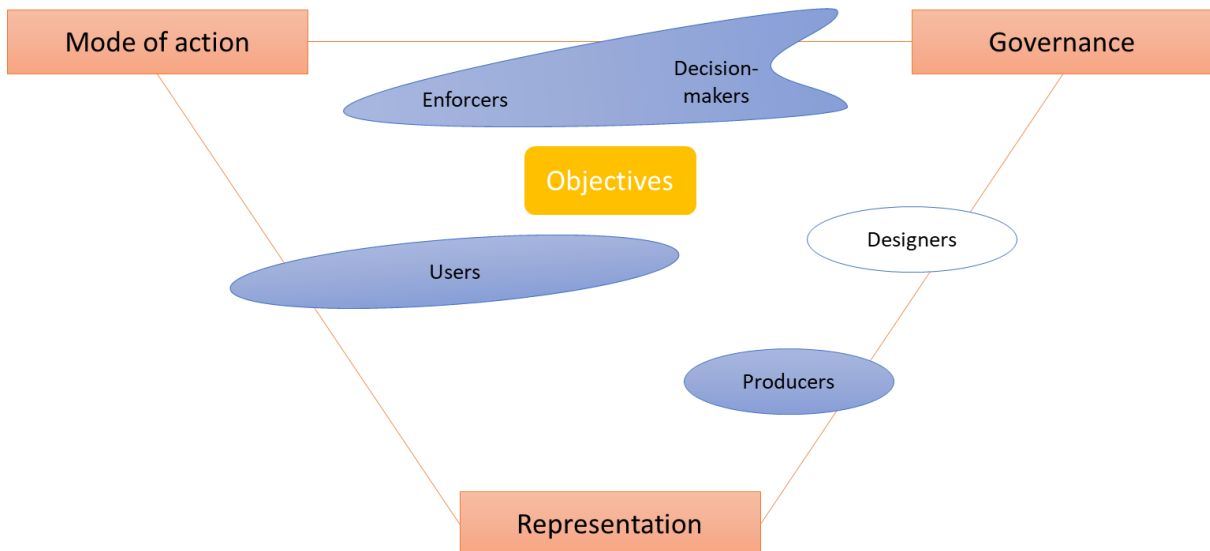 Mode of action
Governance
Decision-
makers
Enforcers
Objectives
Designers
Users
Producers
Representation